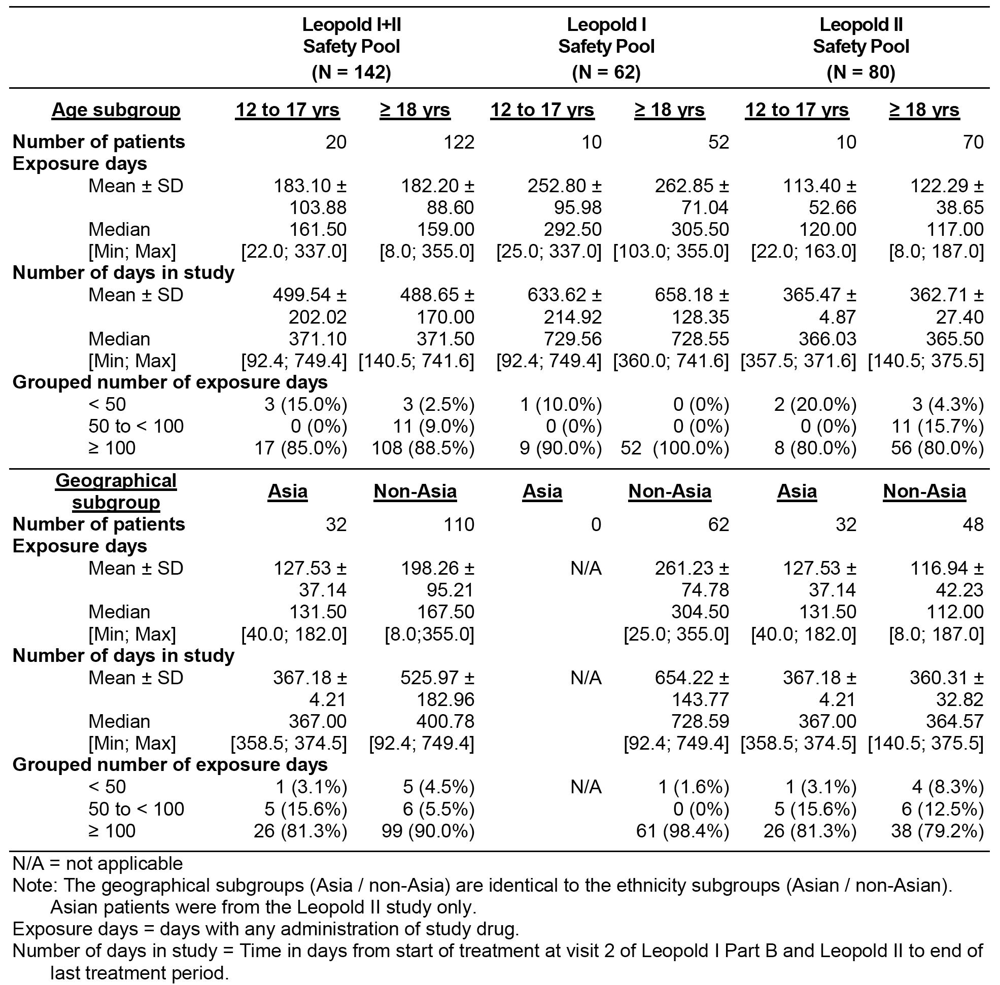 Leopold I+II Leopold I Leopold II
Safety Pool Safety Pool Safety Pool
(N = 142) (N = 62) (N = 80)
Age subgroup 12 to 17 yrs ≥ 18 yrs 12 to 17 yrs ≥ 18 yrs 12 to 17 yrs ≥ 18 yrs
Number of patients 20 122 10 52 10 70
Exposure days
Mean ± SD 183.10 ± 182.20 ± 252.80 ± 262.85 ± 113.40 ± 122.29 ±
103.88 88.60 95.98 71.04 52.66 38.65
Median 161.50 159.00 292.50 305.50 120.00 117.00
[Min; Max] [22.0; 337.0] [8.0; 355.0] [25.0; 337.0] [103.0; 355.0] [22.0; 163.0] [8.0; 187.0]
Number of days in study
Mean ± SD 499.54 ± 488.65 ± 633.62 ± 658.18 ± 365.47 ± 362.71 ±
202.02 170.00 214.92 128.35 4.87 27.40
Median 371.10 371.50 729.56 728.55 366.03 365.50
[Min; Max] [92.4; 749.4] [140.5; 741.6] [92.4; 749.4] [360.0; 741.6] [357.5; 371.6] [140.5; 375.5]
Grouped number of exposure days
< 50 3 (15.0%) 3 (2.5%) 1 (10.0%) 0 (0%) 2 (20.0%) 3 (4.3%)
50 to < 100 0 (0%) 11 (9.0%) 0 (0%) 0 (0%) 0 (0%) 11 (15.7%)
≥ 100 17 (85.0%) 108 (88.5%) 9 (90.0%) 52 (100.0%) 8 (80.0%) 56 (80.0%)
Geographical
subgroup Asia Non-Asia Asia Non-Asia Asia Non-Asia
Number of patients 32 110 0 62 32 48
Exposure days
Mean ± SD 127.53 ± 198.26 ± N/A 261.23 ± 127.53 ± 116.94 ±
37.14 95.21 74.78 37.14 42.23
Median 131.50 167.50 304.50 131.50 112.00
[Min; Max] [40.0; 182.0] [8.0;355.0] [25.0; 355.0] [40.0; 182.0] [8.0; 187.0]
Number of days in study
Mean ± SD 367.18 ± 525.97 ± N/A 654.22 ± 367.18 ± 360.31 ±
4.21 182.96 143.77 4.21 32.82
Median 367.00 400.78 728.59 367.00 364.57
[Min; Max] [358.5; 374.5] [92.4; 749.4] [92.4; 749.4] [358.5; 374.5] [140.5; 375.5]
Grouped number of exposure days
< 50 1 (3.1%) 5 (4.5%) N/A 1 (1.6%) 1 (3.1%) 4 (8.3%)
50 to < 100 5 (15.6%) 6 (5.5%) 0 (0%) 5 (15.6%) 6 (12.5%)
≥ 100 26 (81.3%) 99 (90.0%) 61 (98.4%) 26 (81.3%) 38 (79.2%)
N/A = not applicable
Note: The geographical subgroups (Asia / non-Asia) are identical to the ethnicity subgroups (Asian / non-Asian).
Asian patients were from the Leopold II study only.
Exposure days = days with any administration of study drug.
Number of days in study = Time in days from start of treatment at visit 2 of Leopold I Part B and Leopold II to end of
last treatment period.